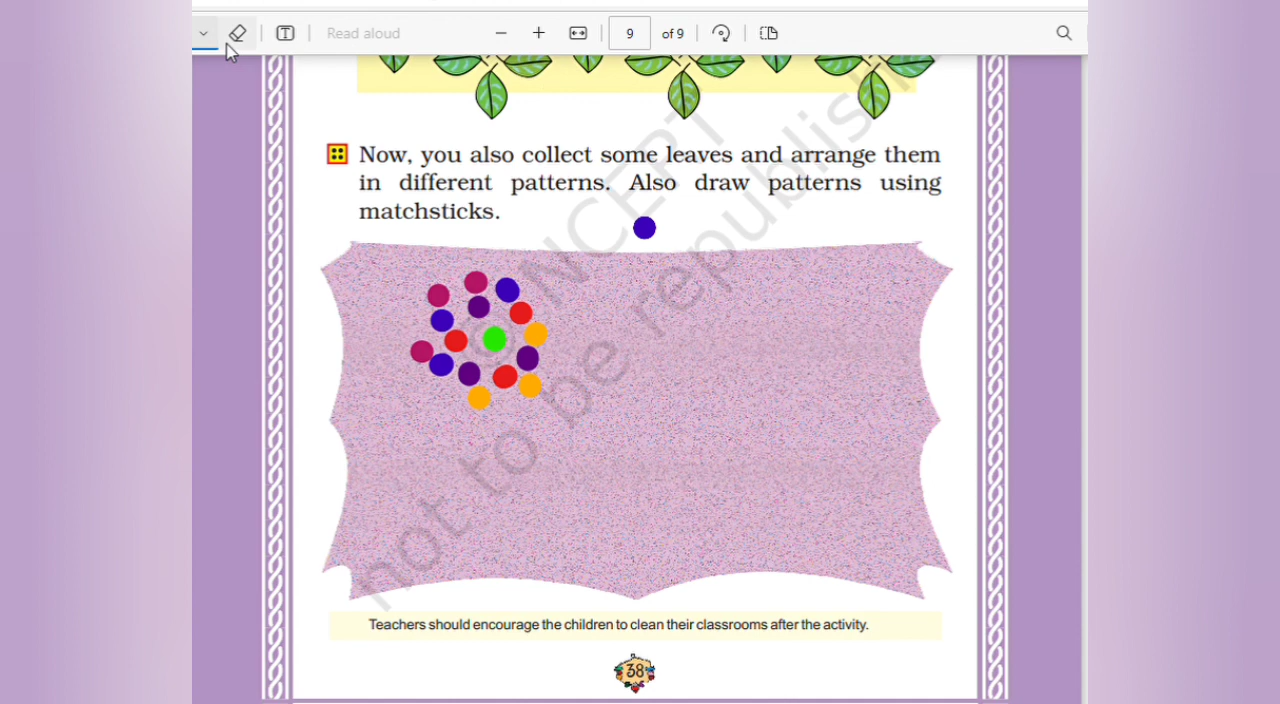 Read aloud
9
of 9
Now, you also collect some leaves and arrange them
in different patterns. Also draw patterns using
matchsticks.
© NCERT
not to be republished
Teachers should encourage the children to clean their classrooms after the activity.
38